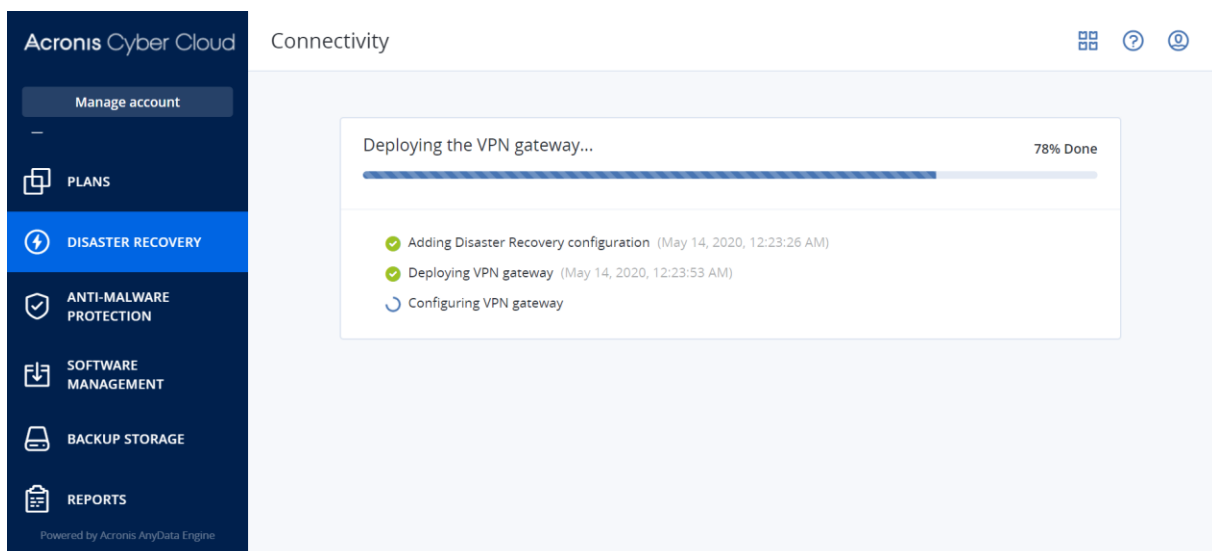 Acronis Cyber Cloud
Manage account
PLANS
DISASTER RECOVERY
ANTI-MALWARE
PROTECTION
SOFTWARE
MANAGEMENT
BACKUP STORAGE
REPORTS
Powered by Acronis AnyData Engine
Connectivity
Deploying the VPN gateway...
78% Done
Adding Disaster Recovery configuration (May 14, 2020, 12:23:26 AM)
Deploying VPN gateway (May 14, 2020, 12:23:53 AM)
Configuring VPN gateway